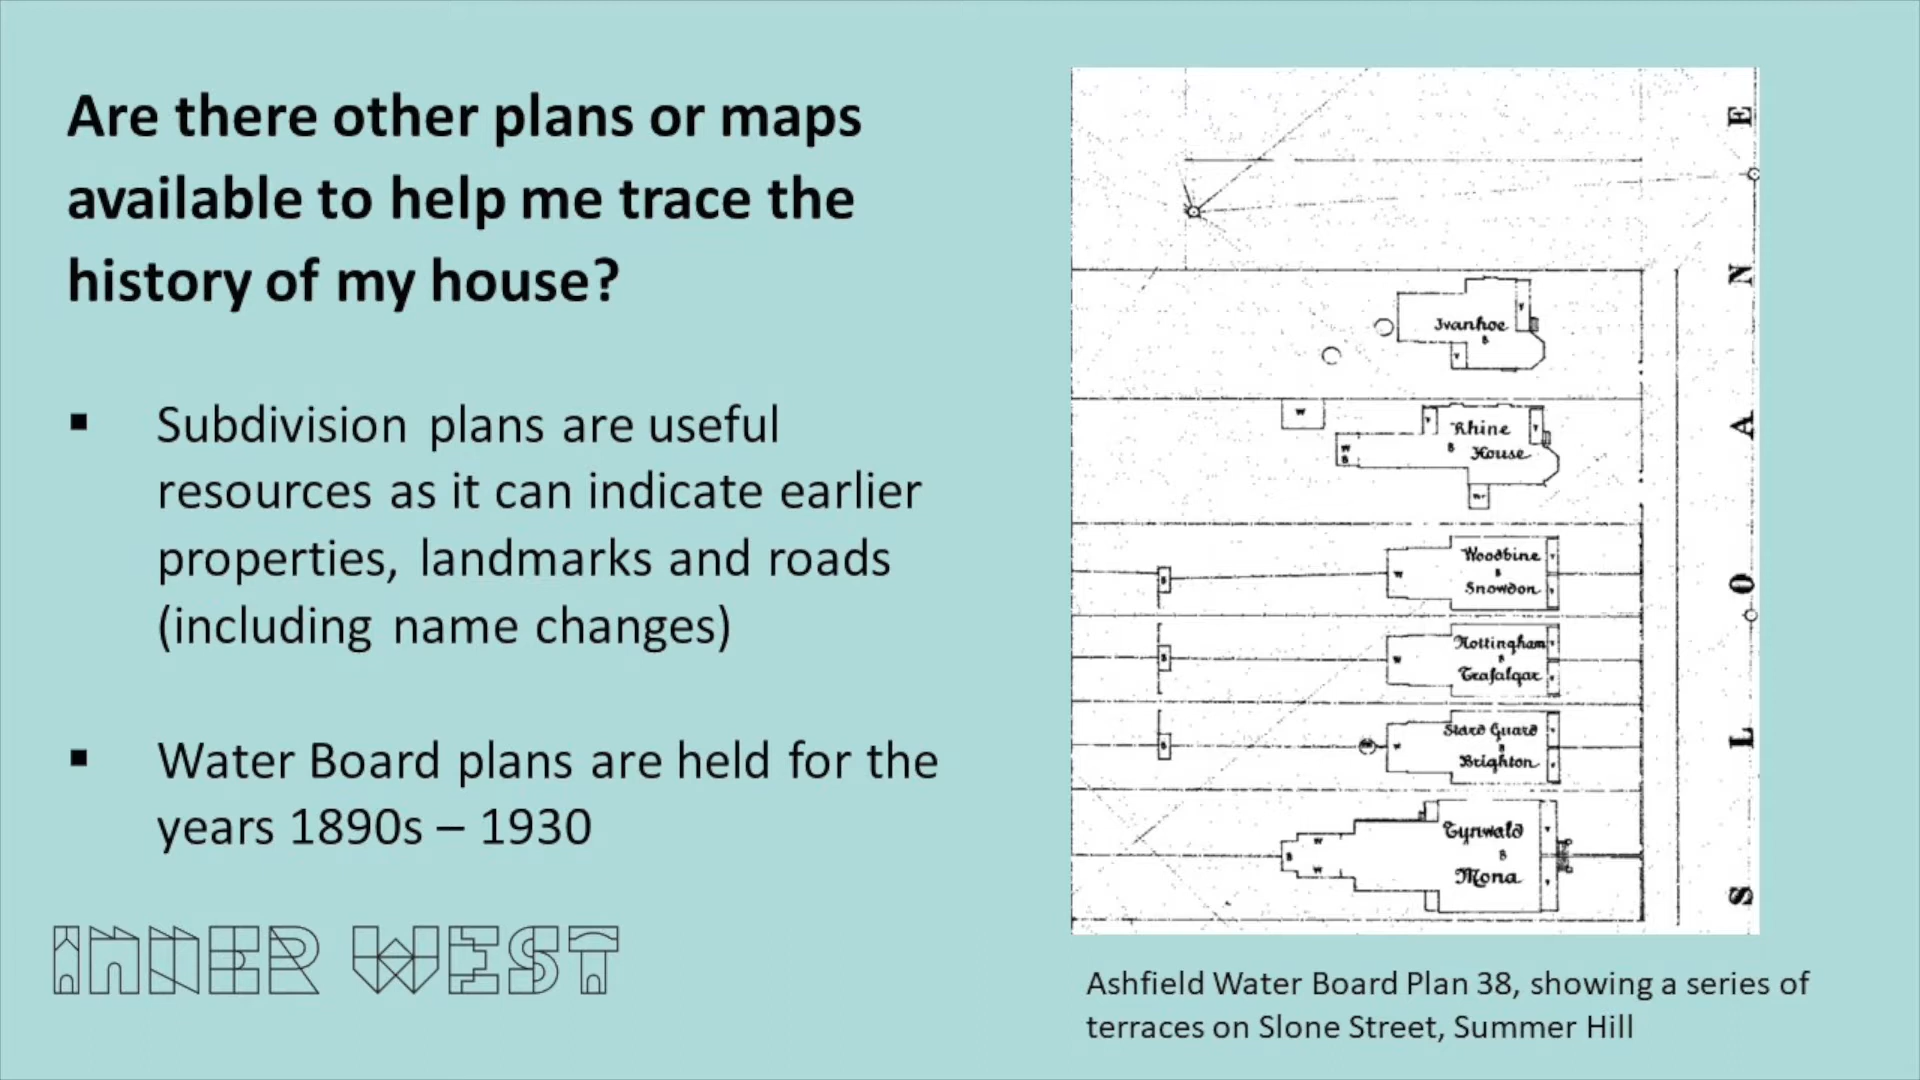 Are there other plans or maps
available to help me trace the
history of my house?
▪ Subdivision plans are useful
resources as it can indicate earlier
properties, landmarks and roads
(including name changes)
▪ Water Board plans are held for the
years 1890s – 1930
INNER WEST
Ivanhoe
B
Rhine
B
House
W
W
B
Woodbine
B
Snowdon
W
B
Nottingham
B
Trafalgar
W
B
Guard
Brighton
W
B
Tynwald
B
Mona
W
B
W
SLOANE
Ashfield Water Board Plan 38, showing a series of
terraces on Slone Street, Summer Hill